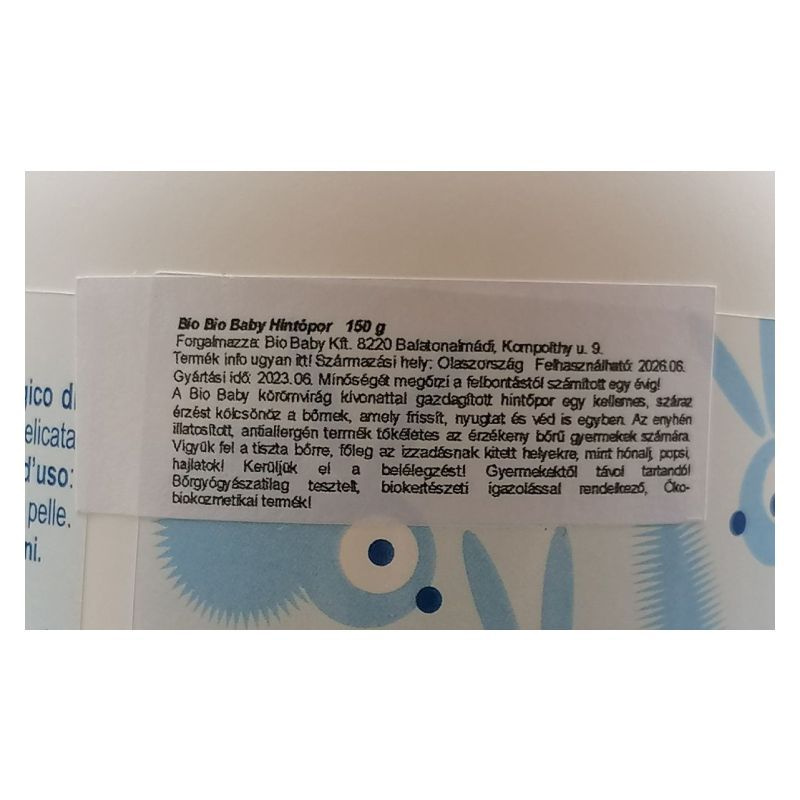 Bio Bio Baby Hintőpor 150 g
Forgalmazza: Bio Baby Kft. 8220 Balatonalmádi, Kompolthy u. 9.
Termék info ugyan itt! Származási hely: Olaszország Felhasználható: 2026.06.
Gyártási idő: 2023.06. Minőségét megőrzi a felbontástól számított egy évig!
A Bio Baby körömvirág kivonattal gazdagított hintőpor egy kellemes, száraz
érzést kölcsönöz a bőrnek, amely frissít, nyugtat és véd is egyben. Az enyhén
illatosított, antiallergén termék tökéletes az érzékeny bőrű gyermekek számára.
Vigyük fel a tiszta bőrre, főleg az izzadásnak kitett helyekre, mint hónalj, popsi,
hajlatok! Kerüljük el a belélegzést! Gyermekektől távol tartandó!
Bőrgyógyászatilag tesztelt, biokertészeti igazolással rendelkező, Öko-
biokozmetikai termék!
ico di
elicata
d'uso:
pelle.
ni.